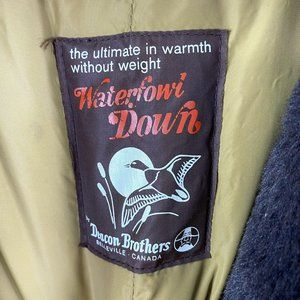 the ultimate in warmth
without weight
Waterfowl
Down
by
Deacon Brothers
BELLEVILLE · CANADA